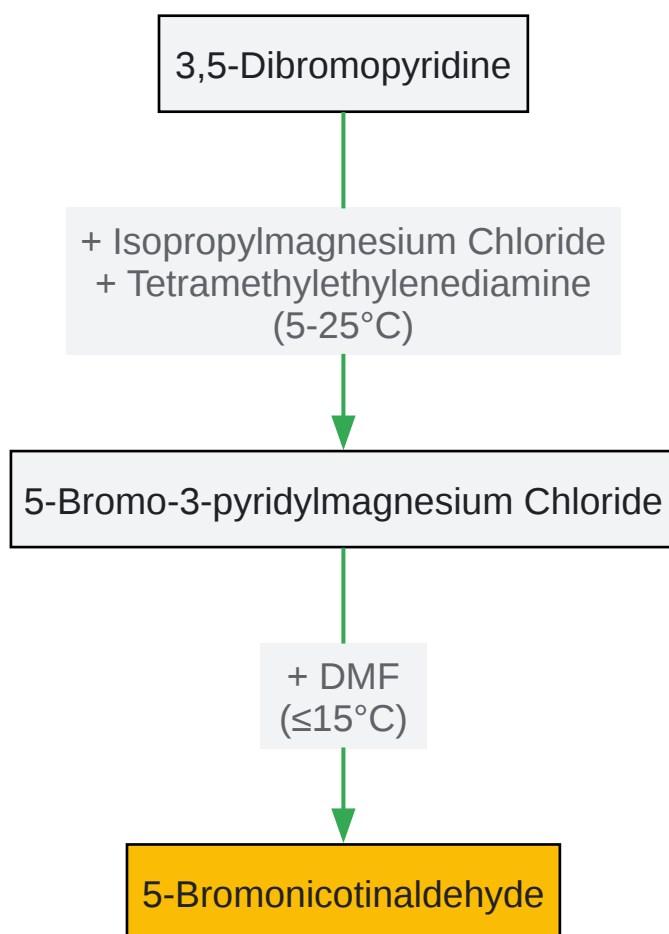 3,5-Dibromopyridine
+ Isopropylmagnesium Chloride
+ Tetramethylethylenediamine
(5-25°C)
5-Bromo-3-pyridylmagnesium Chloride
+ DMF
(≤15°C)
5-Bromonicotinaldehyde